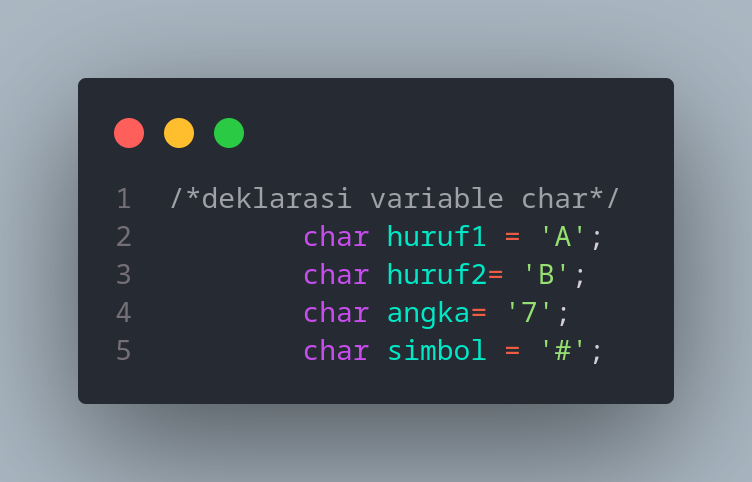 1 /*deklarasi variable char*/
2 char huruf1 = 'A';
3 char huruf2= 'B';
4 char angka= '7';
5 char simbol = '#';